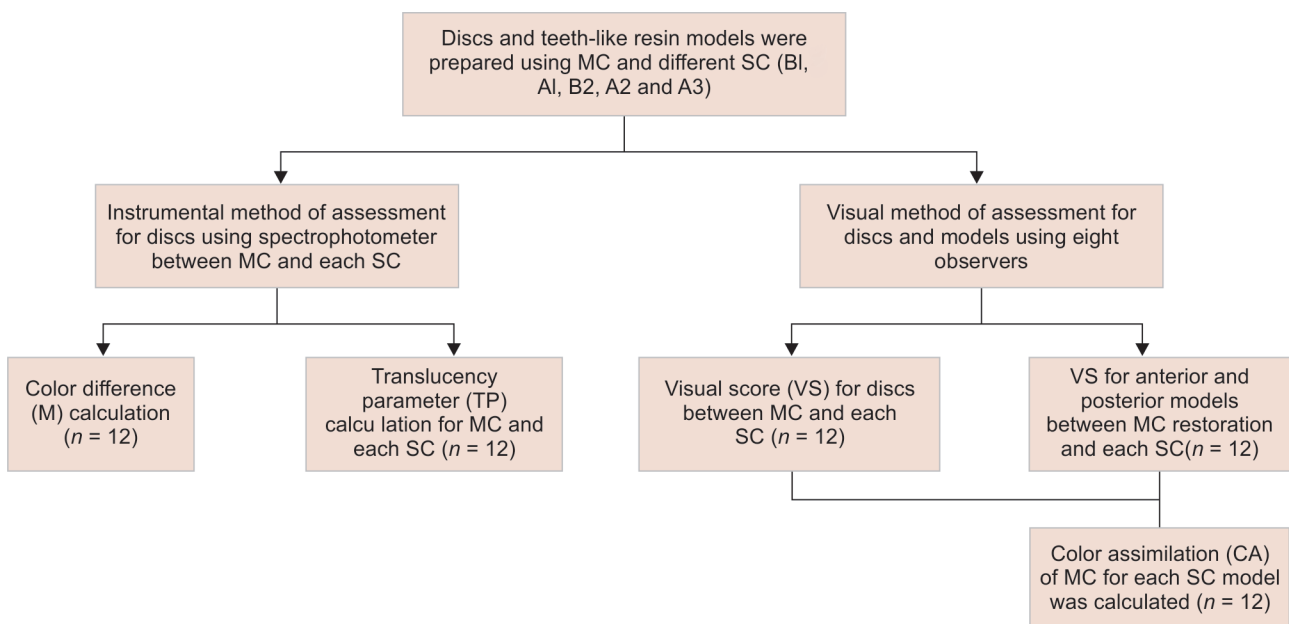 Discs and teeth-like resin models were
prepared using MC and different SC (Bl,
Al, B2, A2 and A3)
Instrumental method of assessment
for discs using spectrophotometer
between MC and each SC
Visual method of assessment for
discs and models using eight
observers
Color difference
(M) calculation
(n = 12)
Translucency
parameter (TP)
calcu lation for MC and
each SC (n = 12)
Visual score (VS) for discs
between MC and each
SC (n = 12)
VS for anterior and
posterior models
between MC restoration
and each SC(n = 12)
Color assimilation (CA)
of MC for each SC model
was calculated (n = 12)